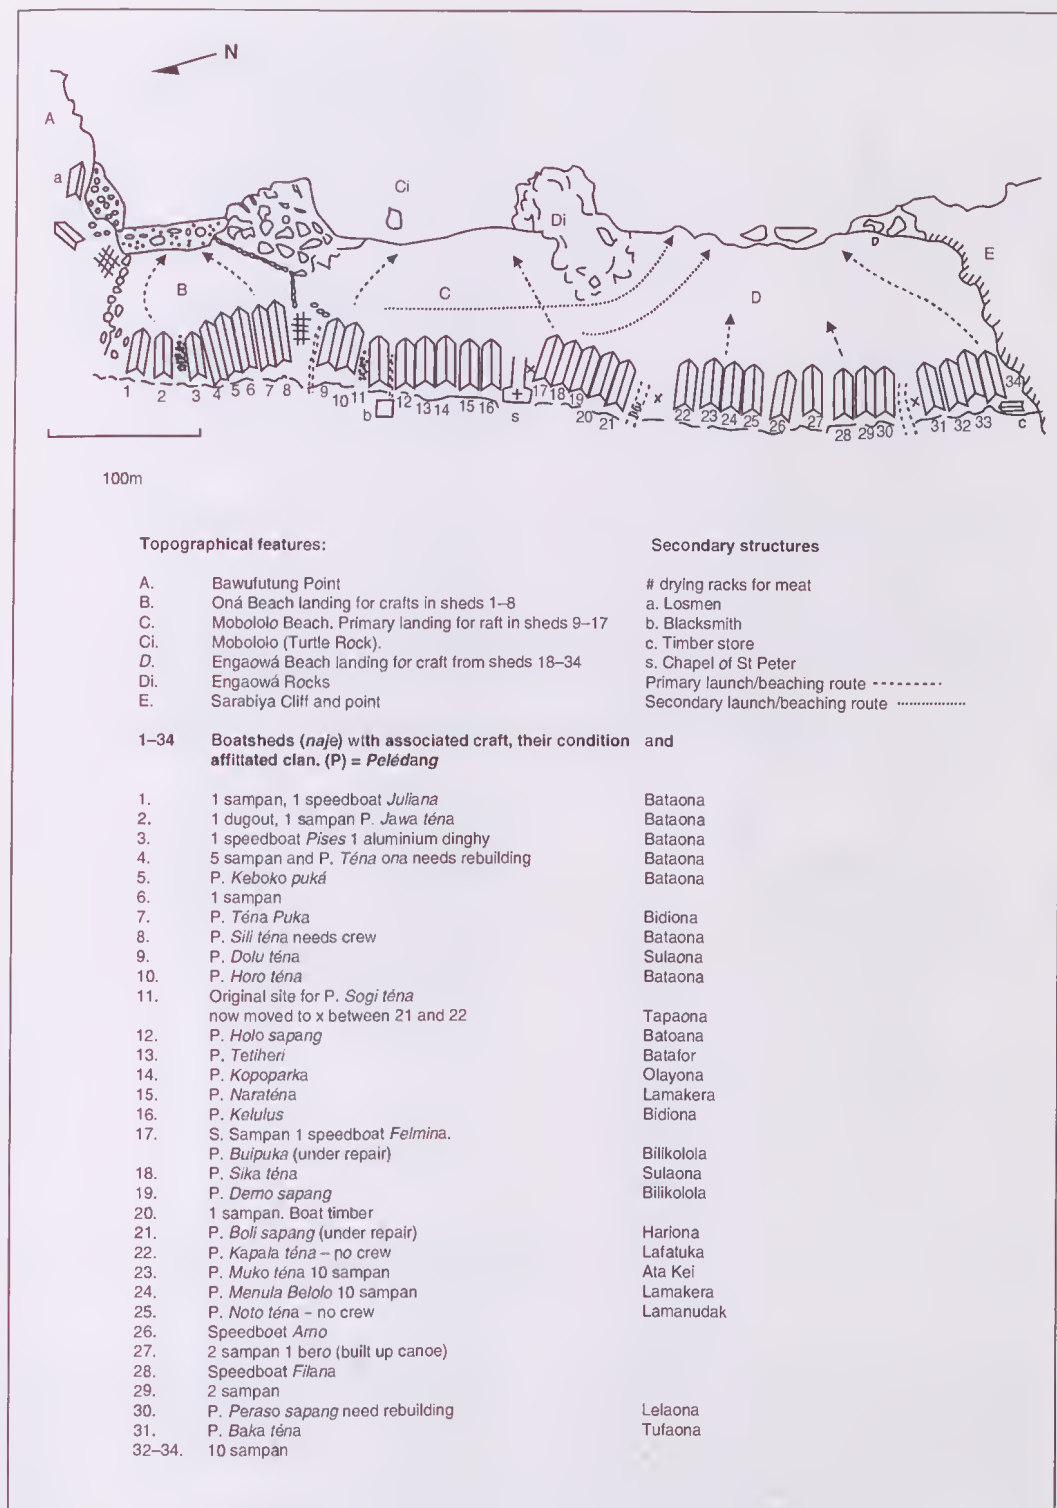 N
A
a
Ci
Di
E
B
C
D
D
1 2 3 4 5 6 7 8 9 10 11 12 13 14 15 16 17 18 19 20 21 22 23 24 25 26 27 28 29 30 31 32 33 34
b
s
c
x
x
x
100m
Topographical features:
Secondary structures
A. Bawufutung Point
# drying racks for meat
B. Oná Beach landing for crafts in sheds 1–8
a. Losmen
C. Mobololo Beach. Primary landing for raft in sheds 9–17
b. Blacksmith
Ci. Mobololo (Turtle Rock).
c. Timber store
D. Engaowá Beach landing for craft from sheds 18–34
s. Chapel of St Peter
Di. Engaowá Rocks
Primary launch/beaching route
E. Sarabiya Cliff and point
Secondary launch/beaching route
1–34 Boatsheds (naje) with associated craft, their condition and
affiliated clan. (P) = Pelédang
1. 1 sampan, 1 speedboat Juliana Bataona
2. 1 dugout, 1 sampan P. Jawa téna Bataona
3. 1 speedboat Pises 1 aluminium dinghy Bataona
4. 5 sampan and P. Téna ona needs rebuilding Bataona
5. P. Keboko puká Bataona
6. 1 sampan
7. P. Téna Puka Bidiona
8. P. Sili téna needs crew Bataona
9. P. Dolu téna Sulaona
10. P. Horo téna Bataona
11. Original site for P. Sogi téna
now moved to x between 21 and 22 Tapaona
12. P. Holo sapang Batoana
13. P. Tetiheri Batafor
14. P. Kopoparka Olayona
15. P. Naraténa Lamakera
16. P. Kelulus Bidiona
17. S. Sampan 1 speedboat Felmina.
P. Buipuka (under repair) Bilikolola
18. P. Sika téna Sulaona
19. P. Demo sapang Bilikolola
20. 1 sampan. Boat timber
21. P. Boli sapang (under repair) Hariona
22. P. Kapala téna – no crew Lafatuka
23. P. Muko téna 10 sampan Ata Kei
24. P. Menula Belolo 10 sampan Lamakera
25. P. Noto téna – no crew Lamanudak
26. Speedboet Arno
27. 2 sampan 1 bero (built up canoe)
28. Speedboat Filana
29. 2 sampan
30. P. Peraso sapang need rebuilding Lelaona
31. P. Baka téna Tufaona
32–34. 10 sampan